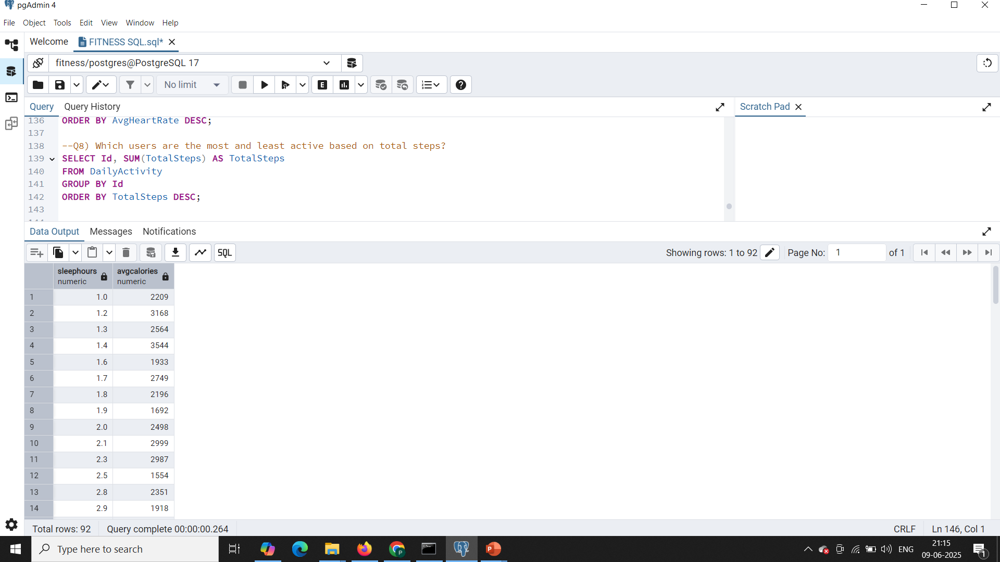 pgAdmin 4
File Object Tools Edit View Window Help
Welcome FITNESS SQL.sql*
fitness/postgres@PostgreSQL 17
No limit E
Query Query History Scratch Pad
136 ORDER BY AvgHeartRate DESC;
137
138 --Q8) Which users are the most and least active based on total steps?
139 SELECT Id, SUM(TotalSteps) AS TotalSteps
140 FROM DailyActivity
141 GROUP BY Id
142 ORDER BY TotalSteps DESC;
143
Data Output Messages Notifications
SQL Showing rows: 1 to 92 Page No: 1 of 1
sleephours avgcalories
numeric numeric
1 1.0 2209
2 1.2 3168
3 1.3 2564
4 1.4 3544
5 1.6 1933
6 1.7 2749
7 1.8 2196
8 1.9 1692
9 2.0 2498
10 2.1 2999
11 2.3 2987
12 2.5 1554
13 2.8 2351
14 2.9 1918
Total rows: 92 Query complete 00:00:00.264 CRLF Ln 146, Col 1
Type here to search ENG 21:15
09-06-2025 1